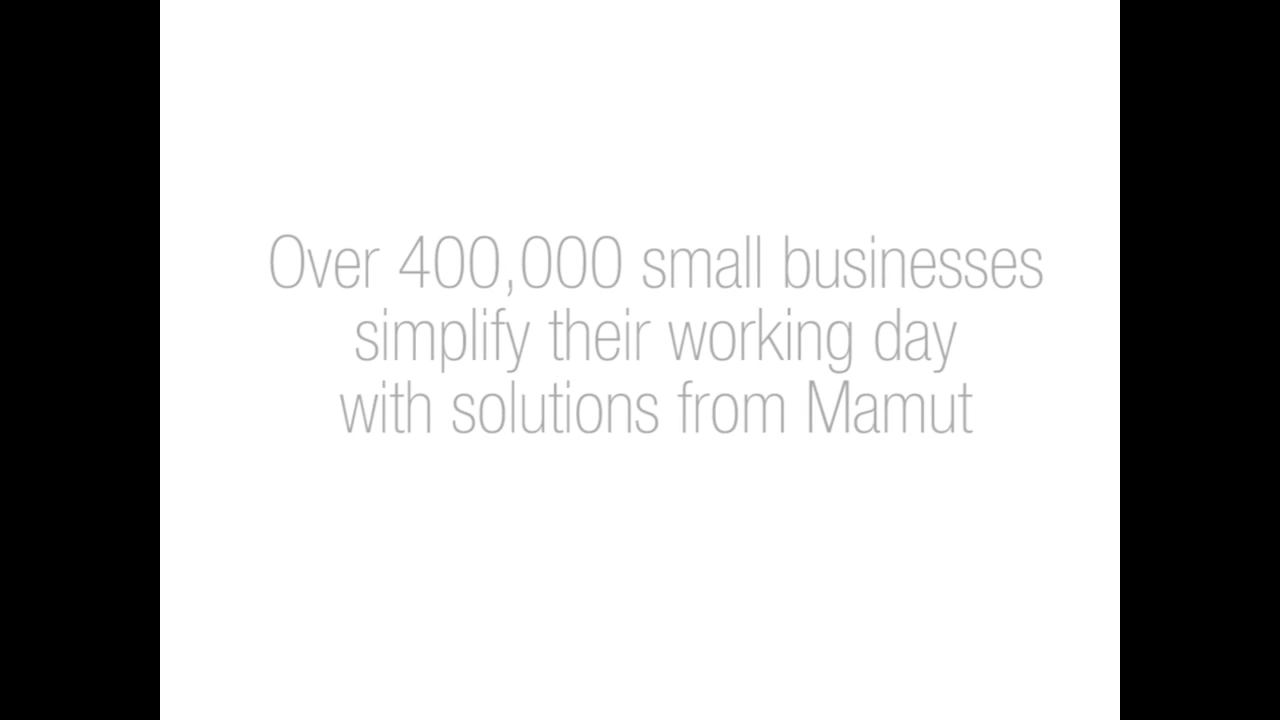 Over 400,000 small businesses
simplify their working day
with solutions from Mamut